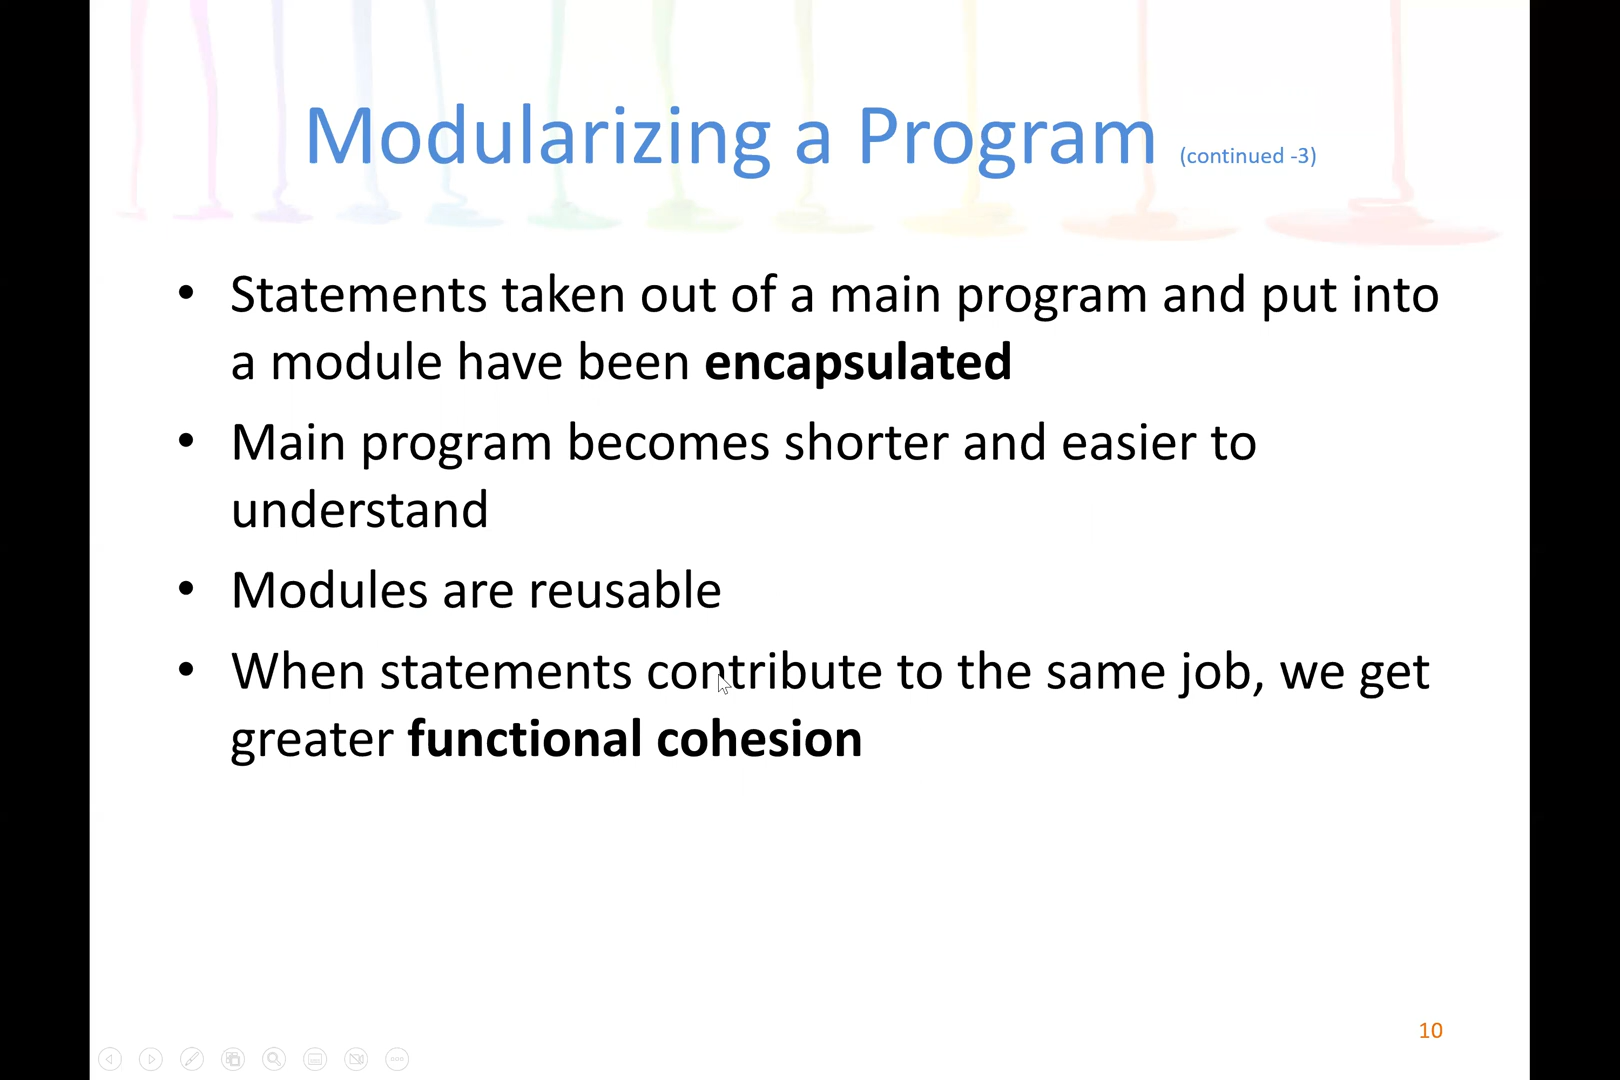 Modularizing a Program (continued -3)
• Statements taken out of a main program and put into
a module have been encapsulated
• Main program becomes shorter and easier to
understand
• Modules are reusable
• When statements contribute to the same job, we get
greater functional cohesion
10